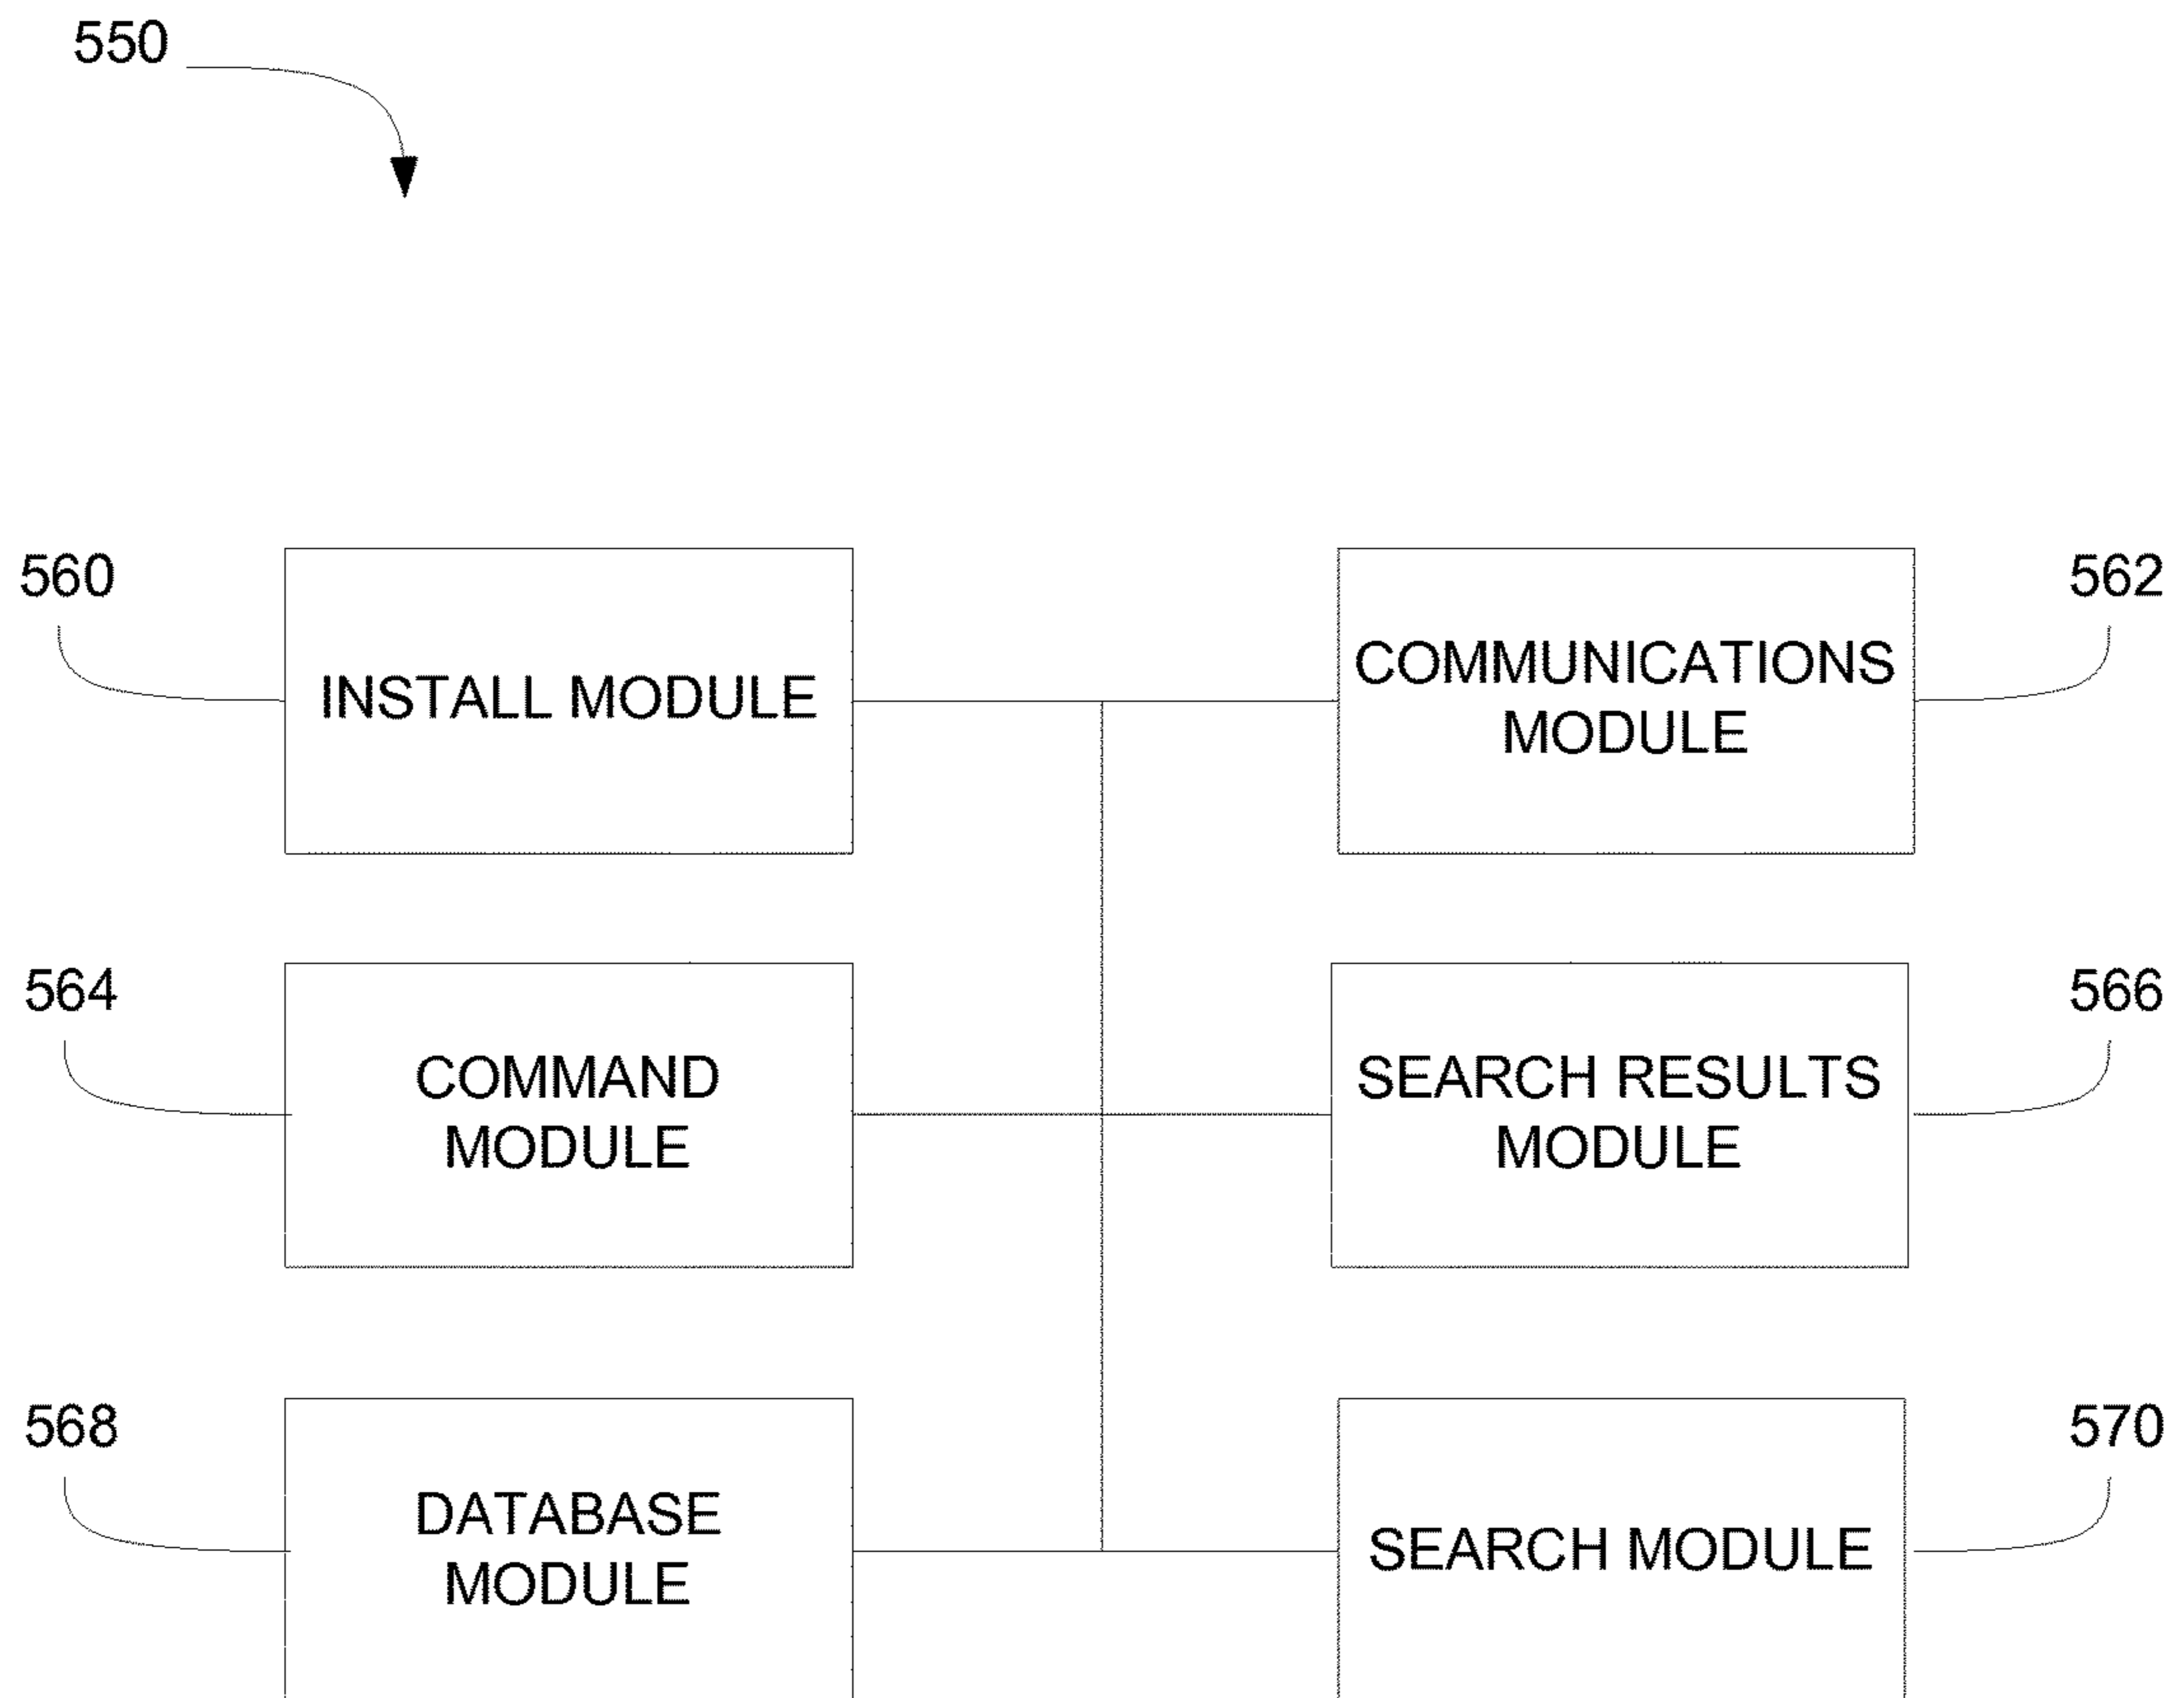 550
560
INSTALL MODULE
COMMUNICATIONS
MODULE
562
564
COMMAND
MODULE
SEARCH RESULTS
MODULE
566
568
DATABASE
MODULE
SEARCH MODULE
570